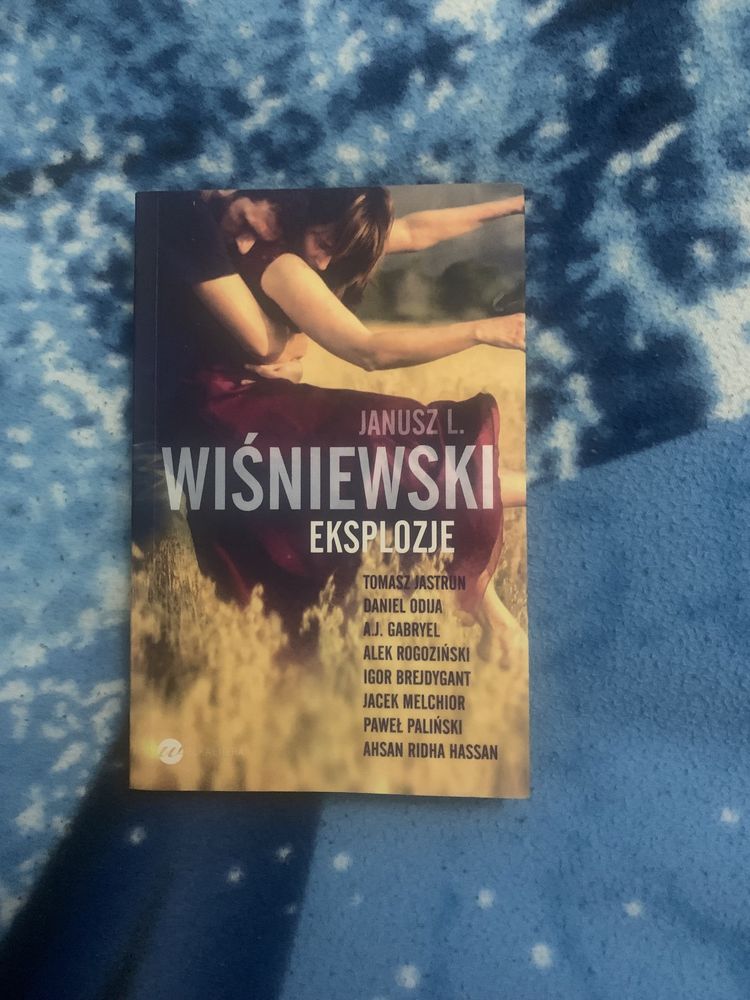 JANUSZ L.
WIŚNIEWSKI
EKSPLOZJE
TOMASZ JASTRUN
DANIEL ODIJA
A.J. GABRYEL
ALEK ROGOZIŃSKI
IGOR BREJDYGANT
JACEK MELCHIOR
PAWEŁ PALIŃSKI
AHSAN RIDHA HASSAN